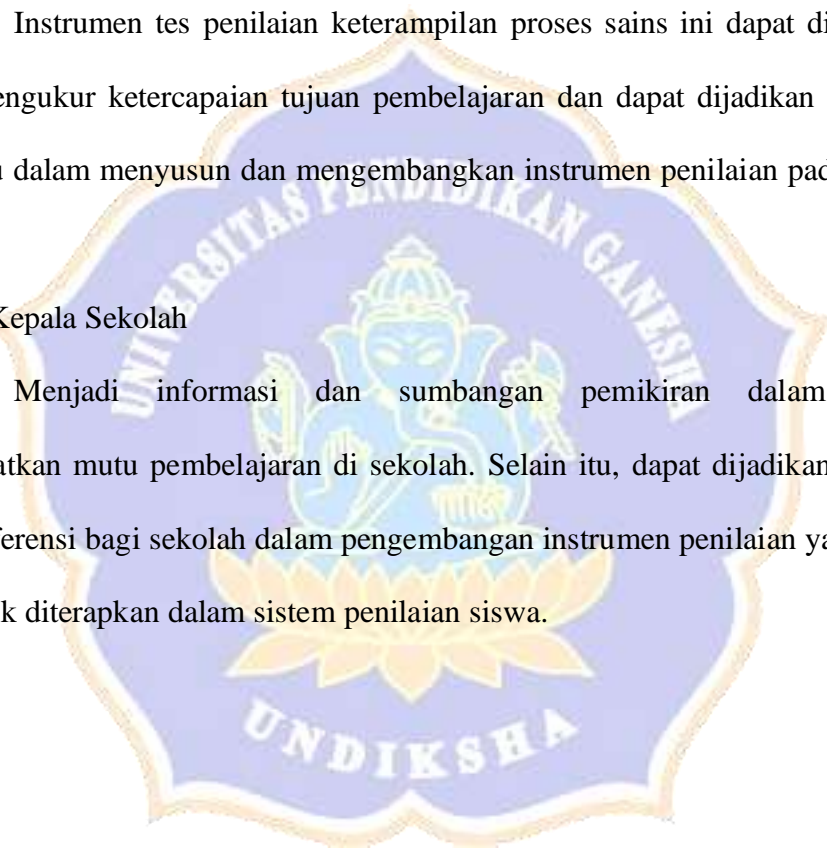 Instrumen tes penilaian keterampilan proses sains ini dapat di
engukur ketercapaian tujuan pembelajaran dan dapat dijadikan
dalam menyusun dan mengembangkan instrumen penilaian pad
UNIVERSITAS PENDIDIKAN GANESHA
Kepala Sekolah
Menjadi informasi dan sumbangan pemikiran dalam
atkan mutu pembelajaran di sekolah. Selain itu, dapat dijadikan
ferensi bagi sekolah dalam pengembangan instrumen penilaian ya
k diterapkan dalam sistem penilaian siswa.
UNDIKSHA